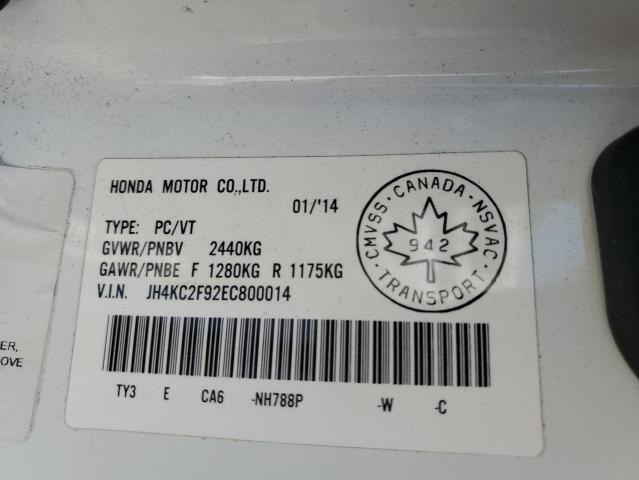 HONDA MOTOR CO.,LTD.
01/'14
TYPE: PC/VT
GVWR/PNBV 2440KG
GAWR/PNBE F 1280KG R 1175KG
V.I.N. JH4KC2F92EC800014
CMVSS · CANADA · NSVAC
942
· TRANSPORT ·
TY3 E CA6 -NH788P -W -C
ER,
OVE